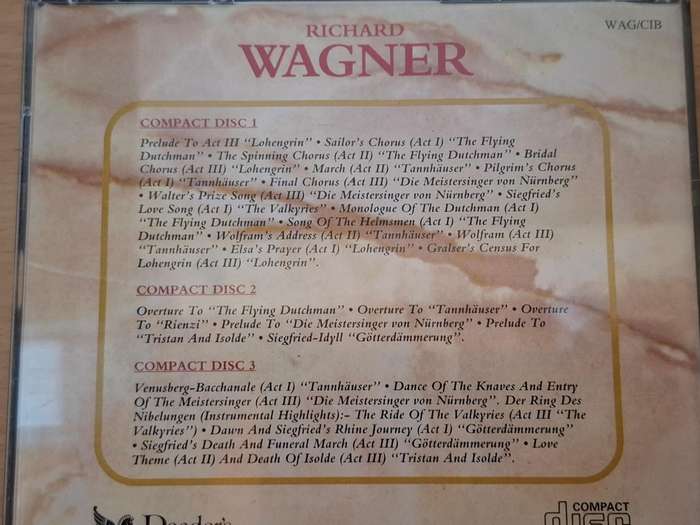 RICHARD
WAGNER
WAG/CIB
COMPACT DISC 1
Prelude To Act III “Lohengrin” • Sailor's Chorus (Act I) “The Flying
Dutchman” • The Spinning Chorus (Act II) “The Flying Dutchman” • Bridal
Chorus (Act III) “Lohengrin” • March (Act II) “Tannhäuser” • Pilgrim's Chorus
(Act I) “Tannhäuser” • Final Chorus (Act III) “Die Meistersinger von Nürnberg”
• Walter's Prize Song (Act III) “Die Meistersinger von Nürnberg” • Siegfried's
Love Song (Act I) “The Valkyries” • Monologue Of The Dutchman (Act I)
“The Flying Dutchman” • Song Of The Helmsmen (Act I) “The Flying
Dutchman” • Wolfram's Address (Act II) “Tannhäuser” • Wolfram (Act III)
“Tannhäuser” • Elsa's Prayer (Act I) “Lohengrin” • Gralser's Census For
Lohengrin (Act III) “Lohengrin”.
COMPACT DISC 2
Overture To “The Flying Dutchman” • Overture To “Tannhäuser” • Overture
To “Rienzi” • Prelude To “Die Meistersinger von Nürnberg” • Prelude To
“Tristan And Isolde” • Siegfried-Idyll “Götterdämmerung”.
COMPACT DISC 3
Venusberg-Bacchanale (Act I) “Tannhäuser” • Dance Of The Knaves And Entry
Of The Meistersinger (Act III) “Die Meistersinger von Nürnberg”. Der Ring Des
Nibelungen (Instrumental Highlights):- The Ride Of The Valkyries (Act III “The
Valkyries”) • Dawn And Siegfried's Rhine Journey (Act I) “Götterdämmerung”
• Siegfried's Death And Funeral March (Act III) “Götterdämmerung” • Love
Theme (Act II) And Death Of Isolde (Act III) “Tristan And Isolde”.
Reader's
COMPACT
disc